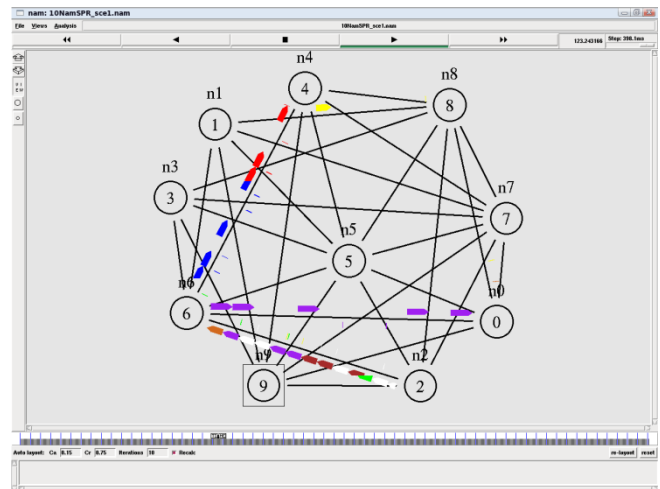 nam: 10NamSPR_sce1.nam
File Views Analysis 10NamSPR_sce1.nam
123.243166 Step: 398.1ms
n4
4
n8
8
n1
1
n3
3
n7
7
n5
5
n6
6
n0
0
n9
9
n2
2
Auto layout: Ca 0.15 Cr 0.75 Iterations 10 Recalc re-layout reset